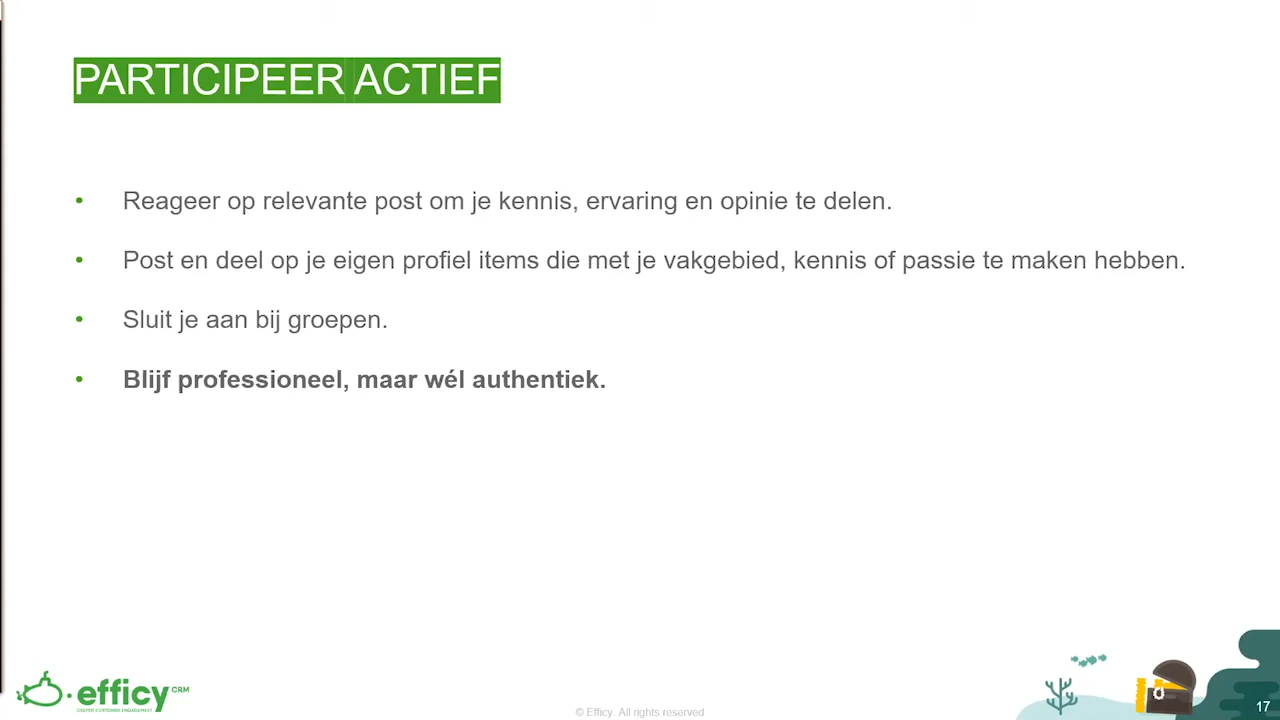 PARTICIPEER ACTIEF
• Reageer op relevante post om je kennis, ervaring en opinie te delen.
• Post en deel op je eigen profiel items die met je vakgebied, kennis of passie te maken hebben.
• Sluit je aan bij groepen.
• Blijf professioneel, maar wél authentiek.
efficy CRM
DEEPER CUSTOMER ENGAGEMENT
© Efficy All rights reserved
17